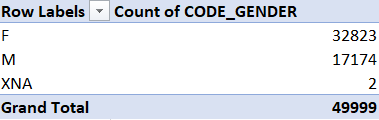 Row Labels Count of CODE_GENDER
F 32823
M 17174
XNA 2
Grand Total 49999